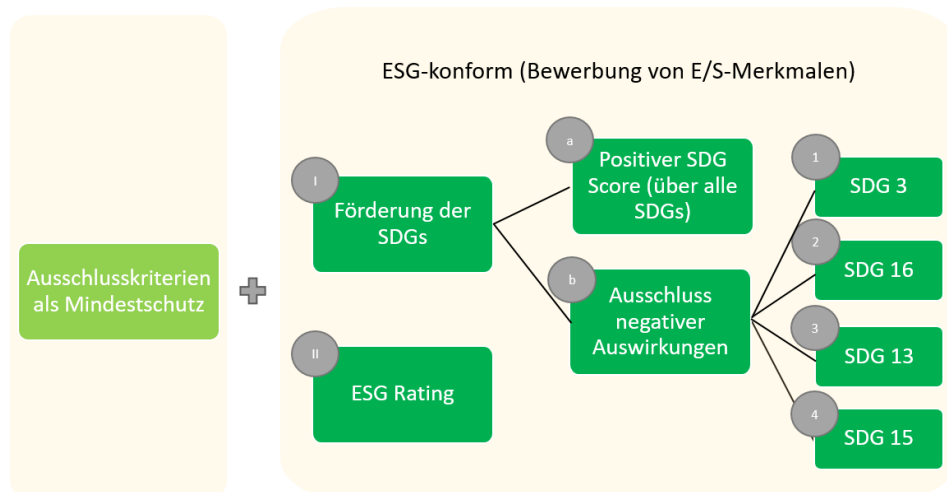 ESG-konform (Bewerbung von E/S-Merkmalen)
Ausschlusskriterien
als Mindestschutz
I
Förderung der
SDGs
II
ESG Rating
a
Positiver SDG
Score (über alle
SDGs)
b
Ausschluss
negativer
Auswirkungen
1
SDG 3
2
SDG 16
3
SDG 13
4
SDG 15